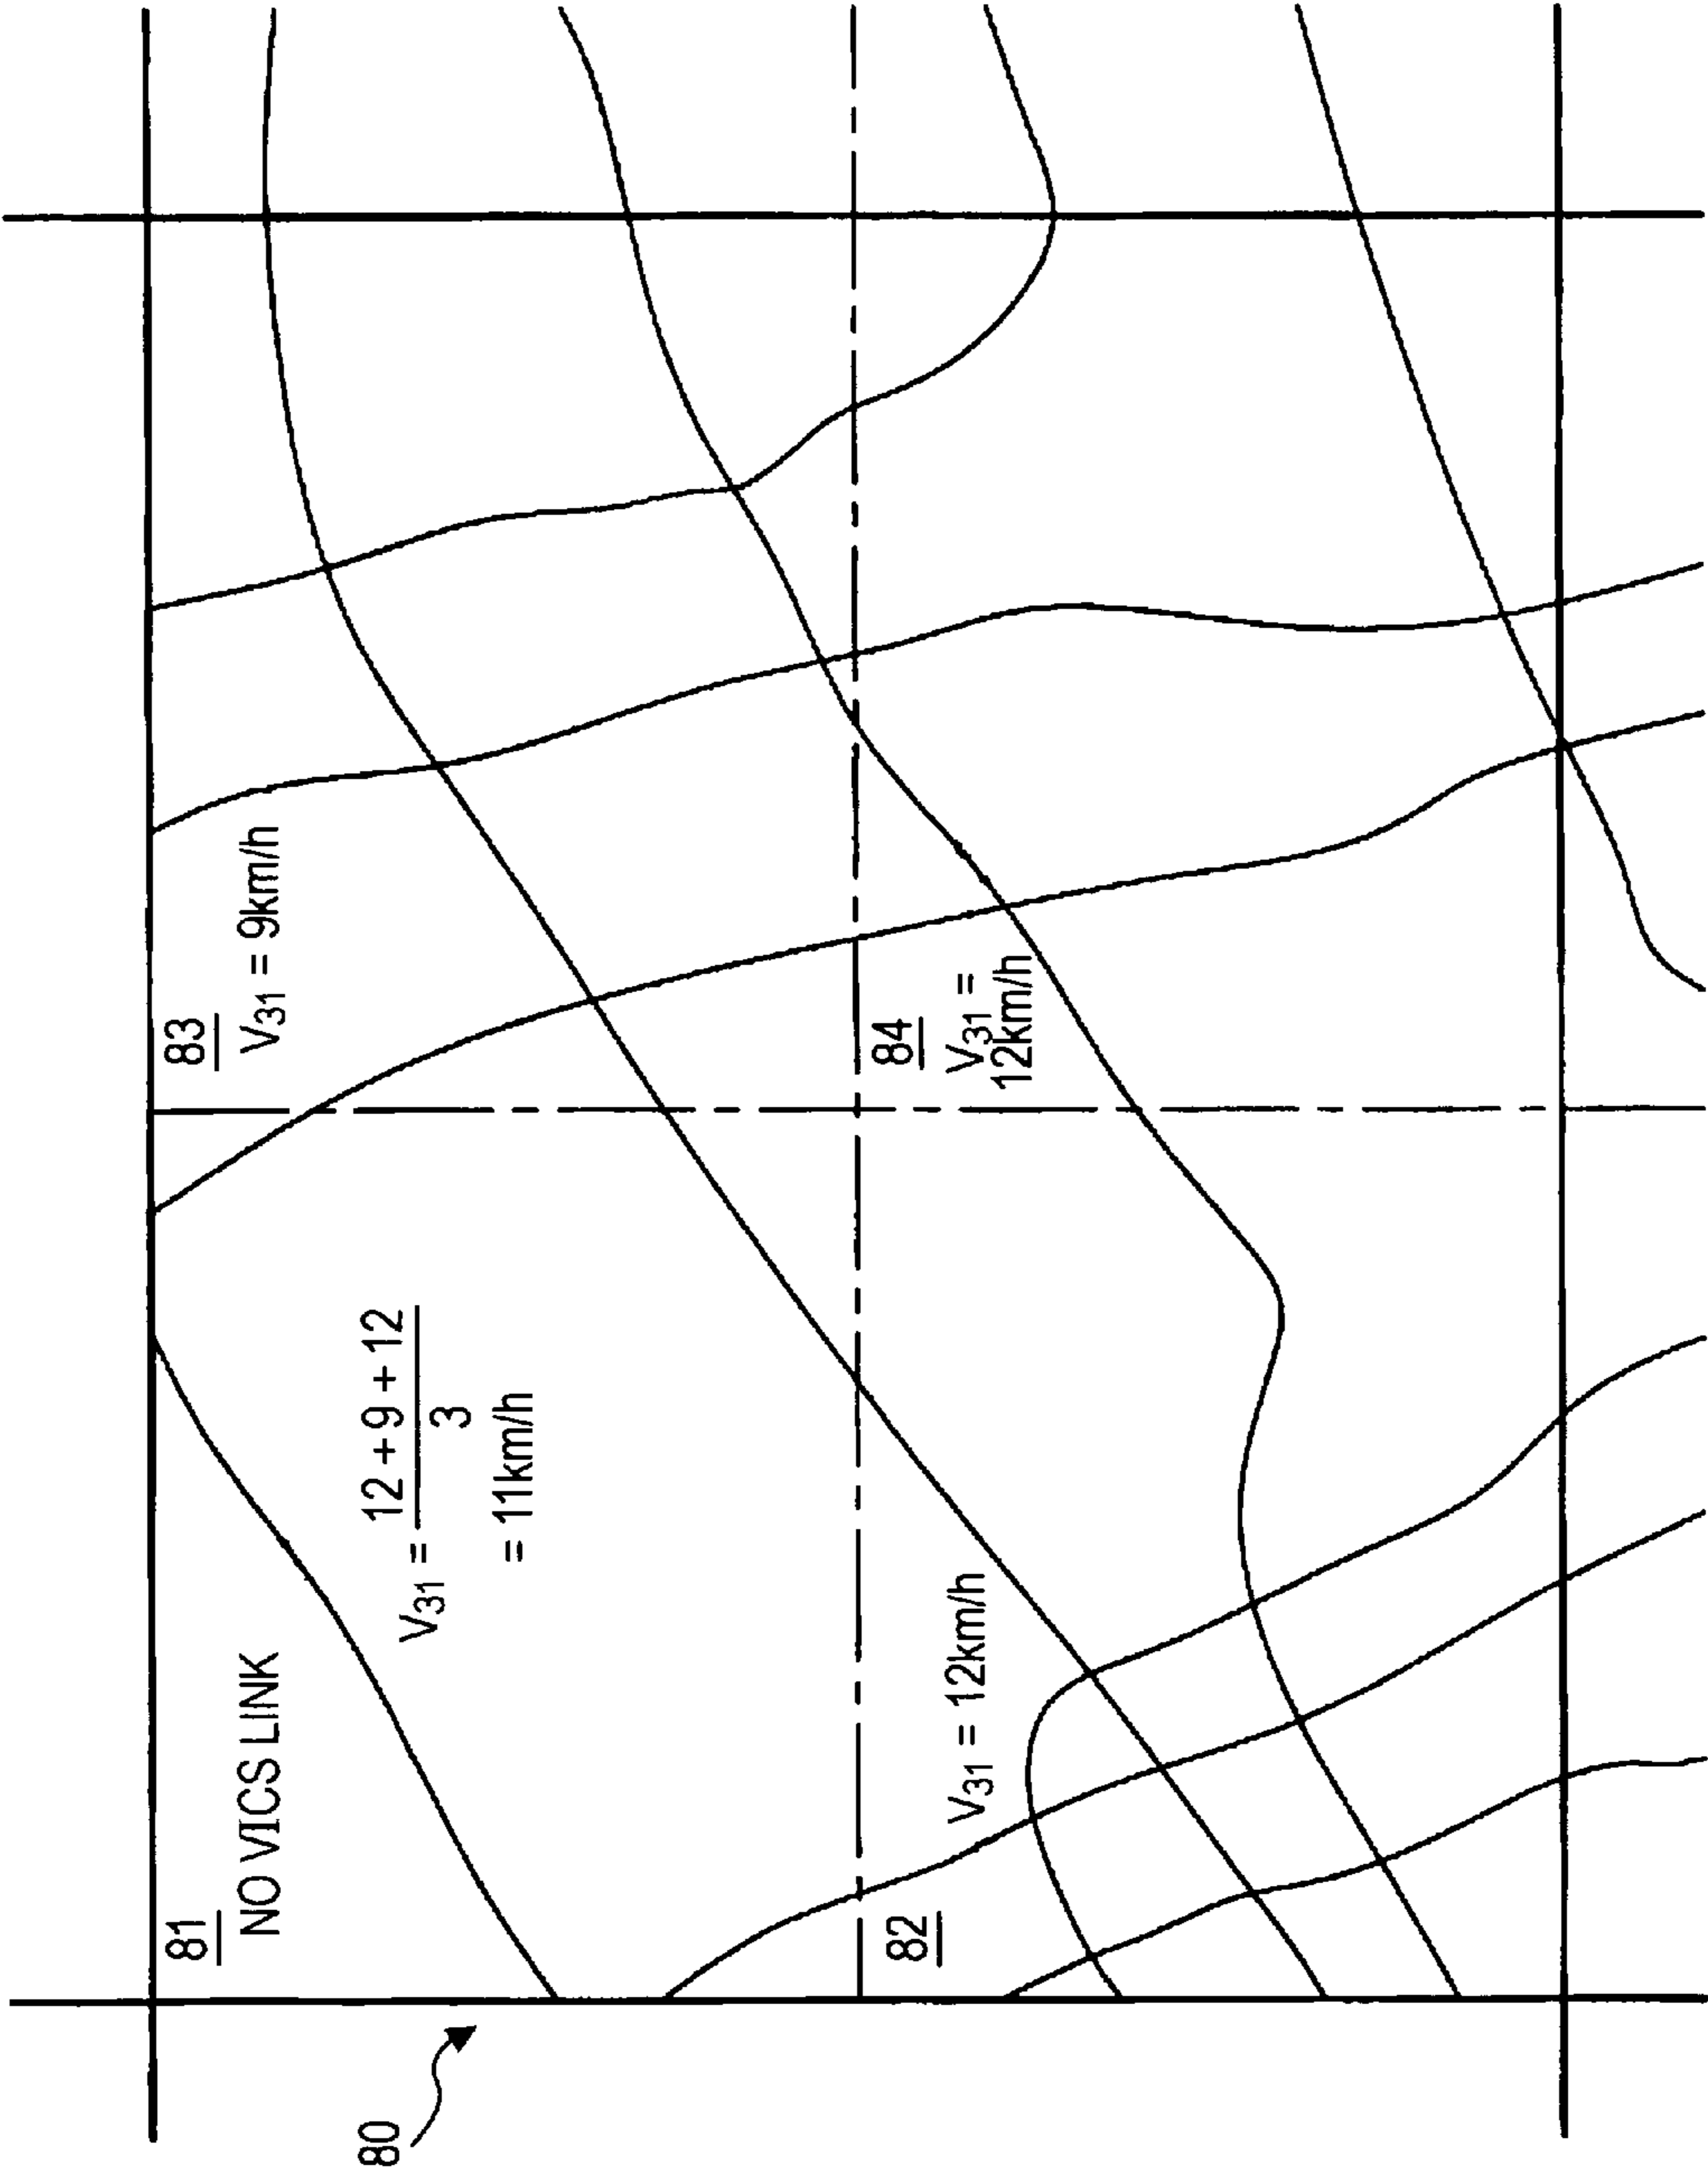 80
81
NO VICS LINK
V31 = 12 + 9 + 12
3
= 11km/h
83
V31 = 9km/h
82
V31 = 12km/h
84
V31 =
12km/h